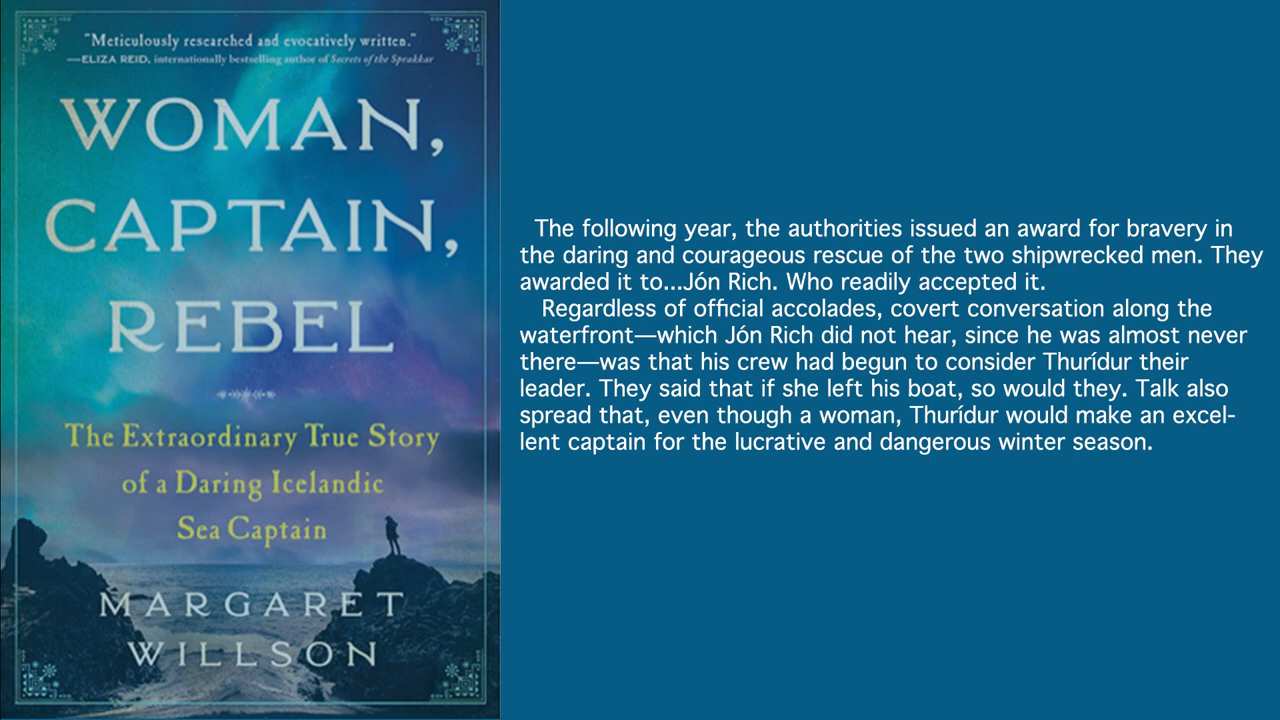 "Meticulously researched and evocatively written."
—ELIZA REID, internationally bestselling author of Secrets of the Sprakkar
WOMAN,
CAPTAIN,
REBEL
The Extraordinary True Story
of a Daring Icelandic
Sea Captain
MARGARET
WILLSON
The following year, the authorities issued an award for bravery in
the daring and courageous rescue of the two shipwrecked men. They
awarded it to...Jón Rich. Who readily accepted it.
Regardless of official accolades, covert conversation along the
waterfront—which Jón Rich did not hear, since he was almost never
there—was that his crew had begun to consider Thurídur their
leader. They said that if she left his boat, so would they. Talk also
spread that, even though a woman, Thurídur would make an excel-
lent captain for the lucrative and dangerous winter season.